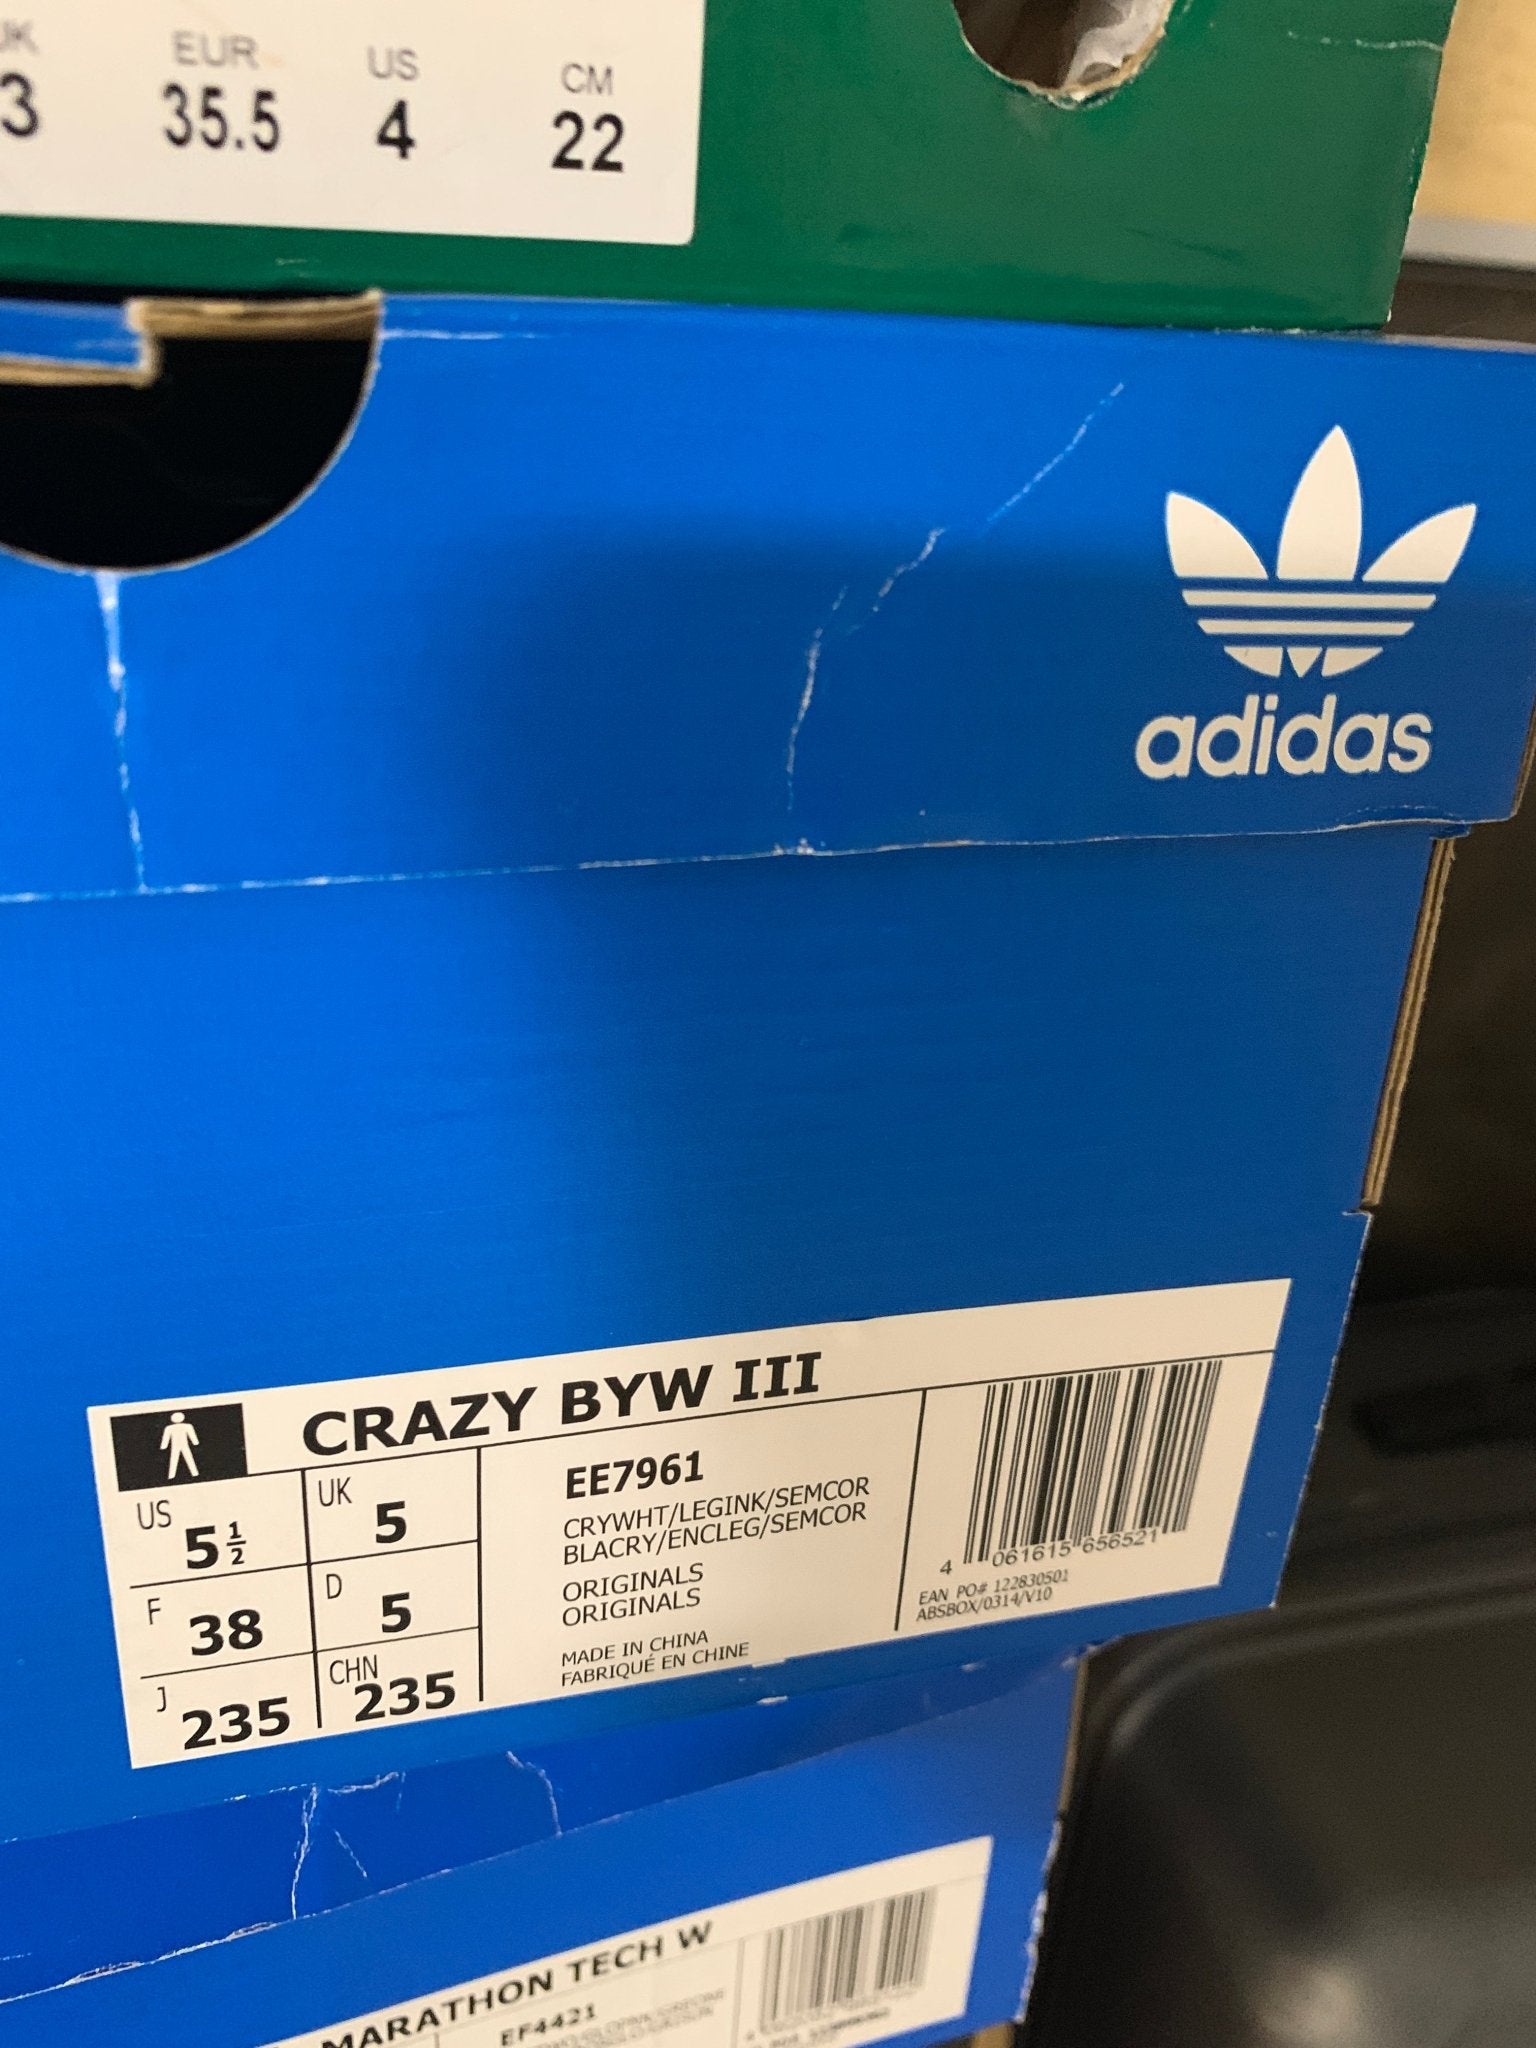 UK EUR US CM
3 35.5 4 22
adidas
CRAZY BYW III
US 5 1/2 UK 5
F 38 D 5
J 235 CHN 235
EE7961
CRYWHT/LEGINK/SEMCOR
BLACRY/ENCLEG/SEMCOR
ORIGINALS
ORIGINALS
MADE IN CHINA
FABRIQUÉ EN CHINE
4 061615 656521
EAN PO# 122830501
ABSBOX/0314/V10
MARATHON TECH W
EF4421